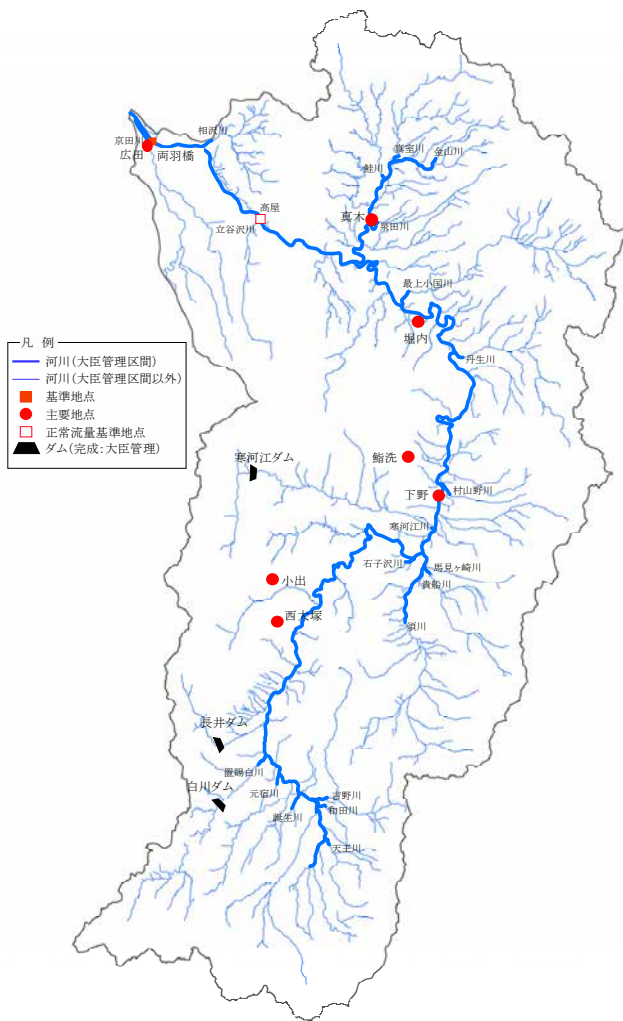 相沢川
京田川
広田
両羽橋
真室川
金山川
鮭川
高屋
立谷沢川
真木
泉田川
最上小国川
堀内
丹生川
凡 例
河川(大臣管理区間)
河川(大臣管理区間以外)
基準地点
主要地点
正常流量基準地点
ダム(完成:大臣管理)
寒河江ダム
鮨洗
下野
村山野川
寒河江川
石子沢川
馬見ヶ崎川
貴船川
小出
西大塚
須川
長井ダム
置賜白川
白川ダム
元宿川
吉野川
和田川
誕生川
天王川